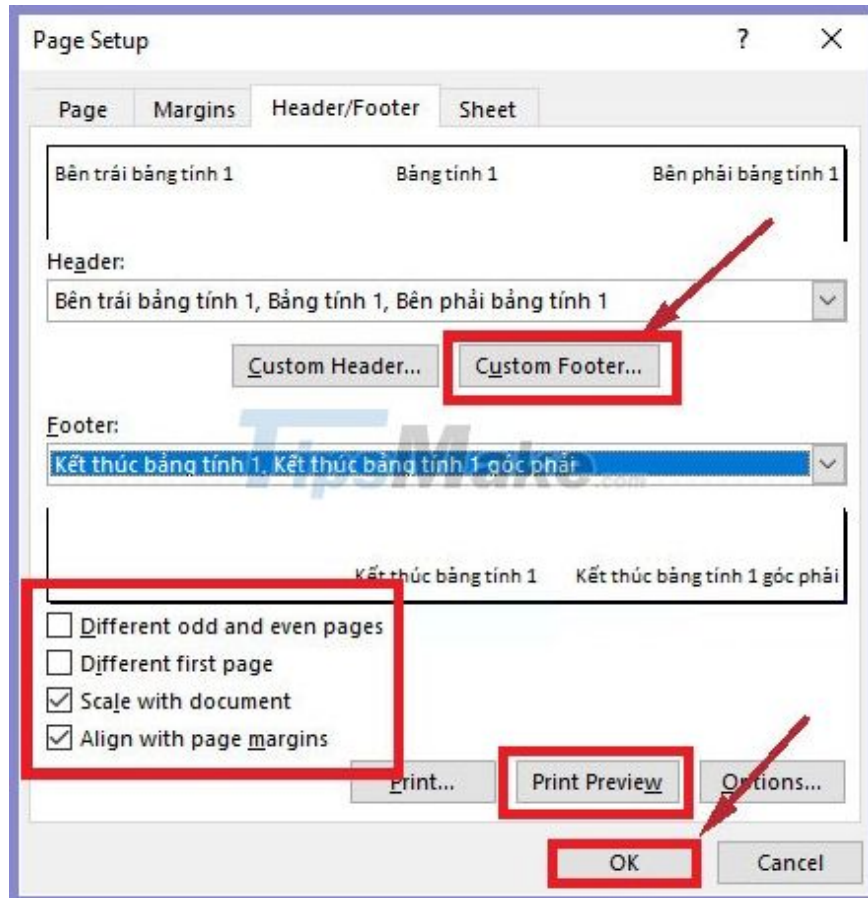 Page Setup ? X
Page Margins Header/Footer Sheet
Bên trái bảng tính 1 Bảng tính 1 Bên phải bảng tính 1
Header:
Bên trái bảng tính 1, Bảng tính 1, Bên phải bảng tính 1
Custom Header... Custom Footer...
Footer:
Kết thúc bảng tính 1, Kết thúc bảng tính 1 góc phải
TipsMake.com
Kết thúc bảng tính 1 Kết thúc bảng tính 1 góc phải
Different odd and even pages
Different first page
Scale with document
Align with page margins
Print... Print Preview Options...
OK Cancel